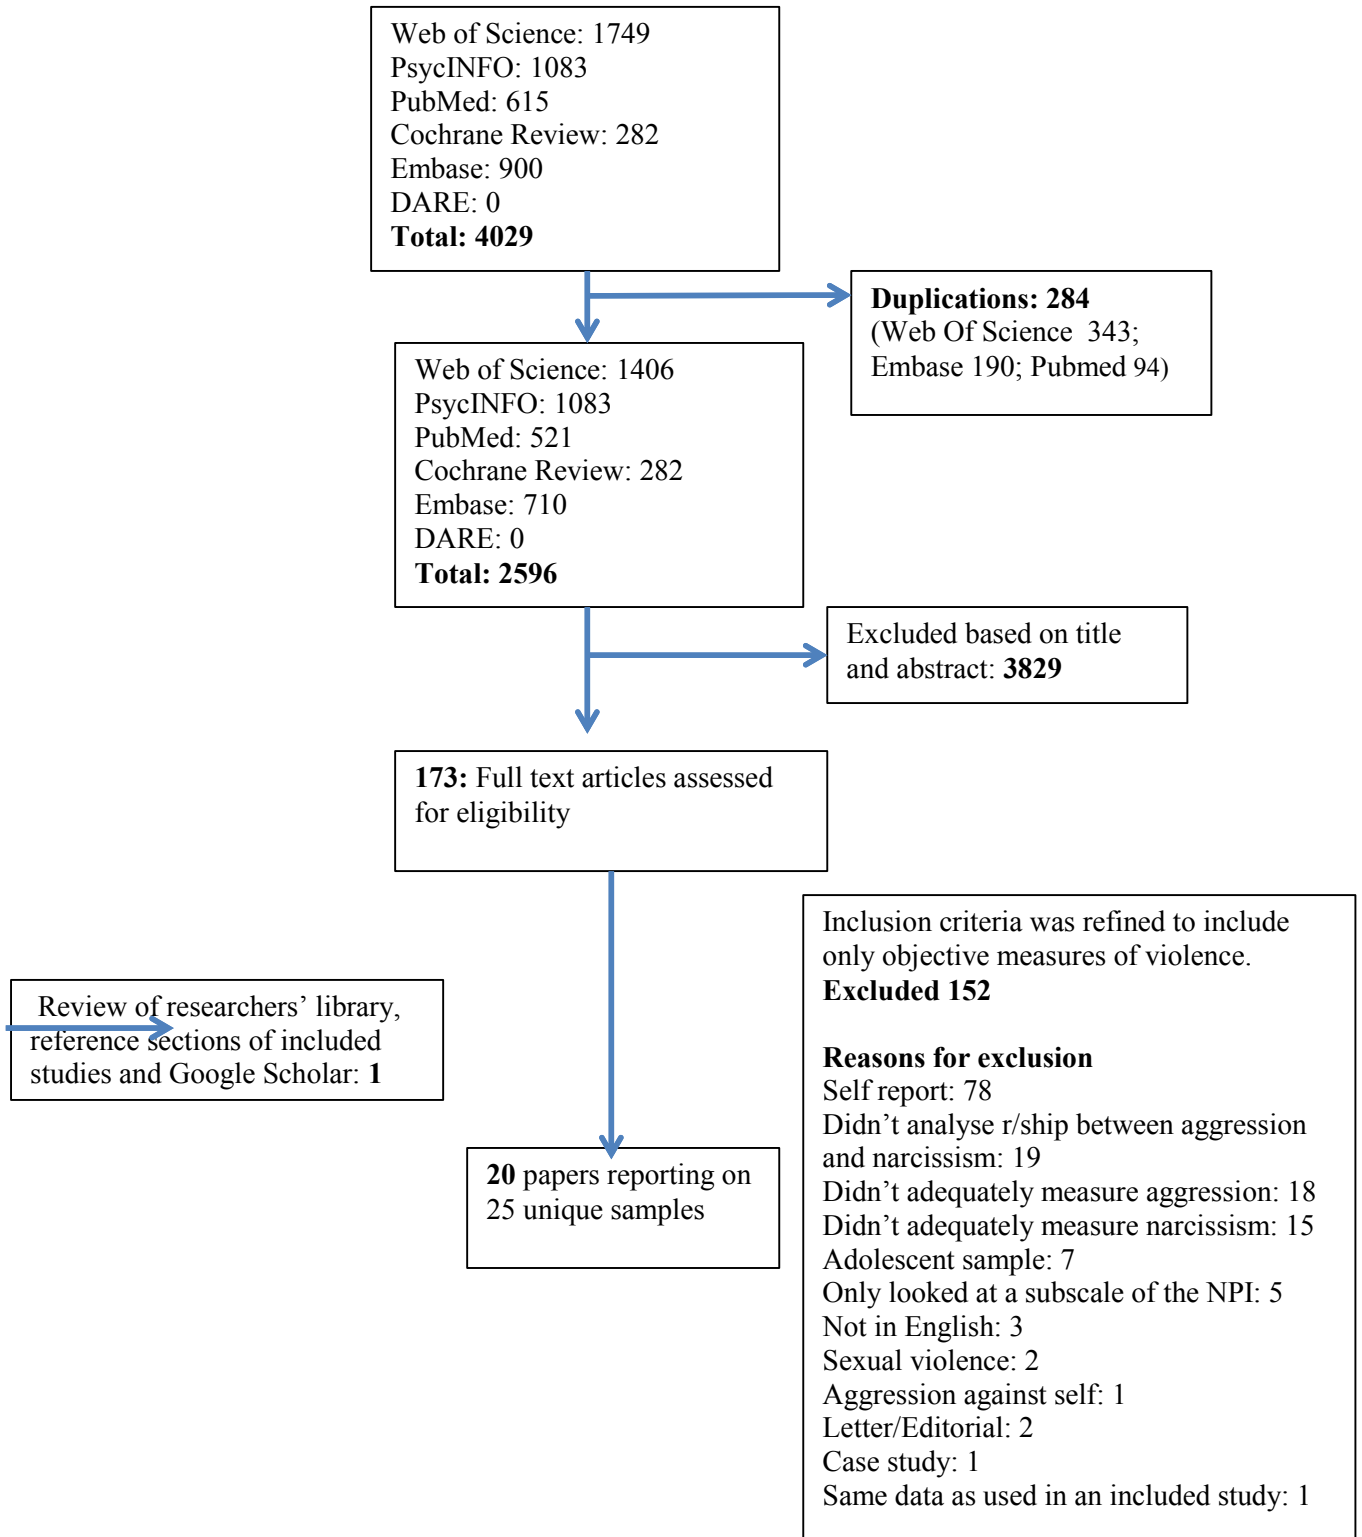 Web of Science: 1749
PsycINFO: 1083
PubMed: 615
Cochrane Review: 282
Embase: 900
DARE: 0
Total: 4029
Duplications: 284
(Web Of Science 343;
Embase 190; Pubmed 94)
Web of Science: 1406
PsycINFO: 1083
PubMed: 521
Cochrane Review: 282
Embase: 710
DARE: 0
Total: 2596
Excluded based on title
and abstract: 3829
173: Full text articles assessed
for eligibility
Inclusion criteria was refined to include
only objective measures of violence.
Excluded 152
Reasons for exclusion
Self report: 78
Didn’t analyse r/ship between aggression
and narcissism: 19
Didn’t adequately measure aggression: 18
Didn’t adequately measure narcissism: 15
Adolescent sample: 7
Only looked at a subscale of the NPI: 5
Not in English: 3
Sexual violence: 2
Aggression against self: 1
Letter/Editorial: 2
Case study: 1
Same data as used in an included study: 1
Review of researchers’ library,
reference sections of included
studies and Google Scholar: 1
20 papers reporting on
25 unique samples